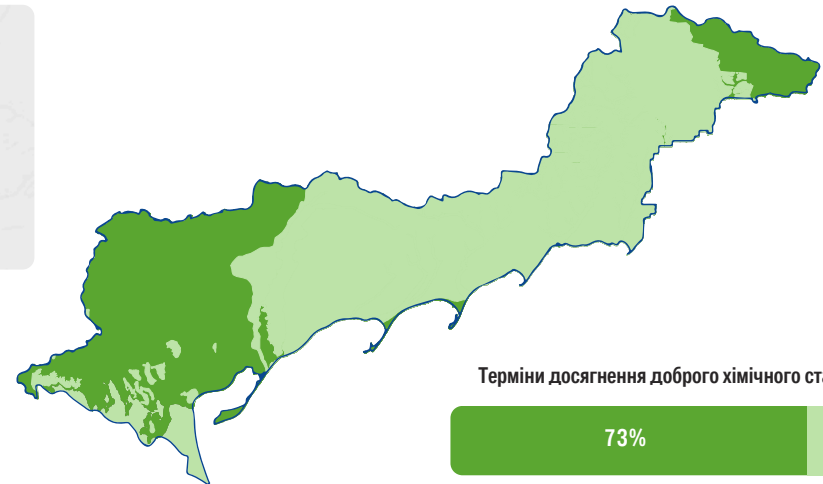 Терміни досягнення доброго хімічного ста
73%